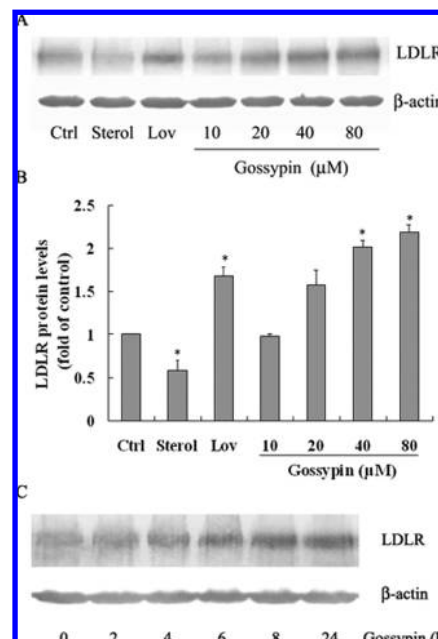 A
LDLR
β-actin
Ctrl Sterol Lov 10 20 40 80
Gossypin (μM)
B
LDLR protein levels
(fold of control)
2.5
2
1.5
1
0.5
0
* * * *
Ctrl Sterol Lov 10 20 40 80
Gossypin (μM)
C
LDLR
β-actin
0 2 4 6 8 24 Gossypin (